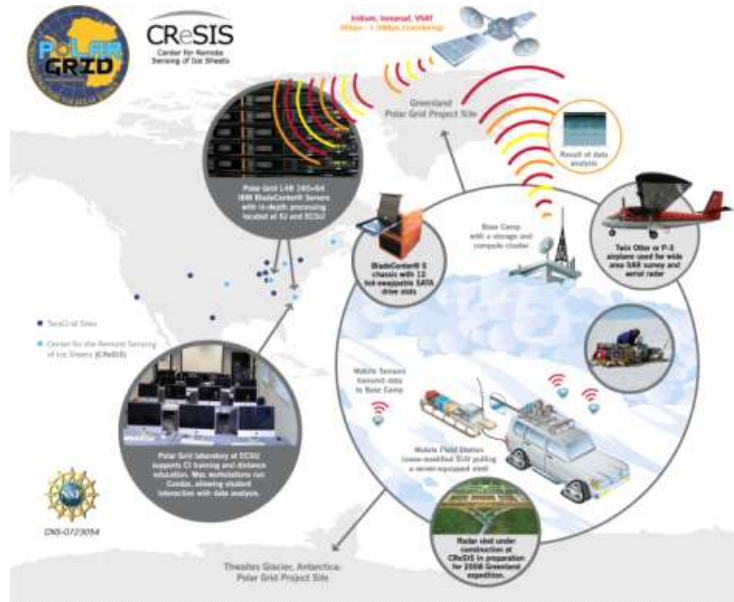 POLAR
GRID
CReSIS
Center for Remote
Sensing of Ice Sheets
Iridium, Inmarsat, VSAT
Greenland
Polar Grid Project Site
Result of data
analysis
Polar Grid LAB
IBM BladeCenter® Servers
with in-depth processing
located at IU and ECSU
Base Camp
with a storage and
compute cluster
BladeCenter® S
chassis with 12
hot-swappable SATA
drive slots
Twin Otter or P-3
airplane used for wide
area SAR survey and
aerial radar
TeraGrid Sites
Center for the Remote Sensing
of Ice Sheets (CReSIS)
Mobile Sensors
transmit data
to Base Camp
Polar Grid laboratory at ECSU
supports CI training and distance
education. Mac workstations run
Condor, allowing student
interaction with data analysis.
Mobile Field Station
(snow-modified SUV pulling
a server-equipped sled)
NSF
CNS-0723054
Radar sled under
construction at
CReSIS in preparation
for 2008 Greenland
expedition.
Thwaites Glacier, Antarctica:
Polar Grid Project Site